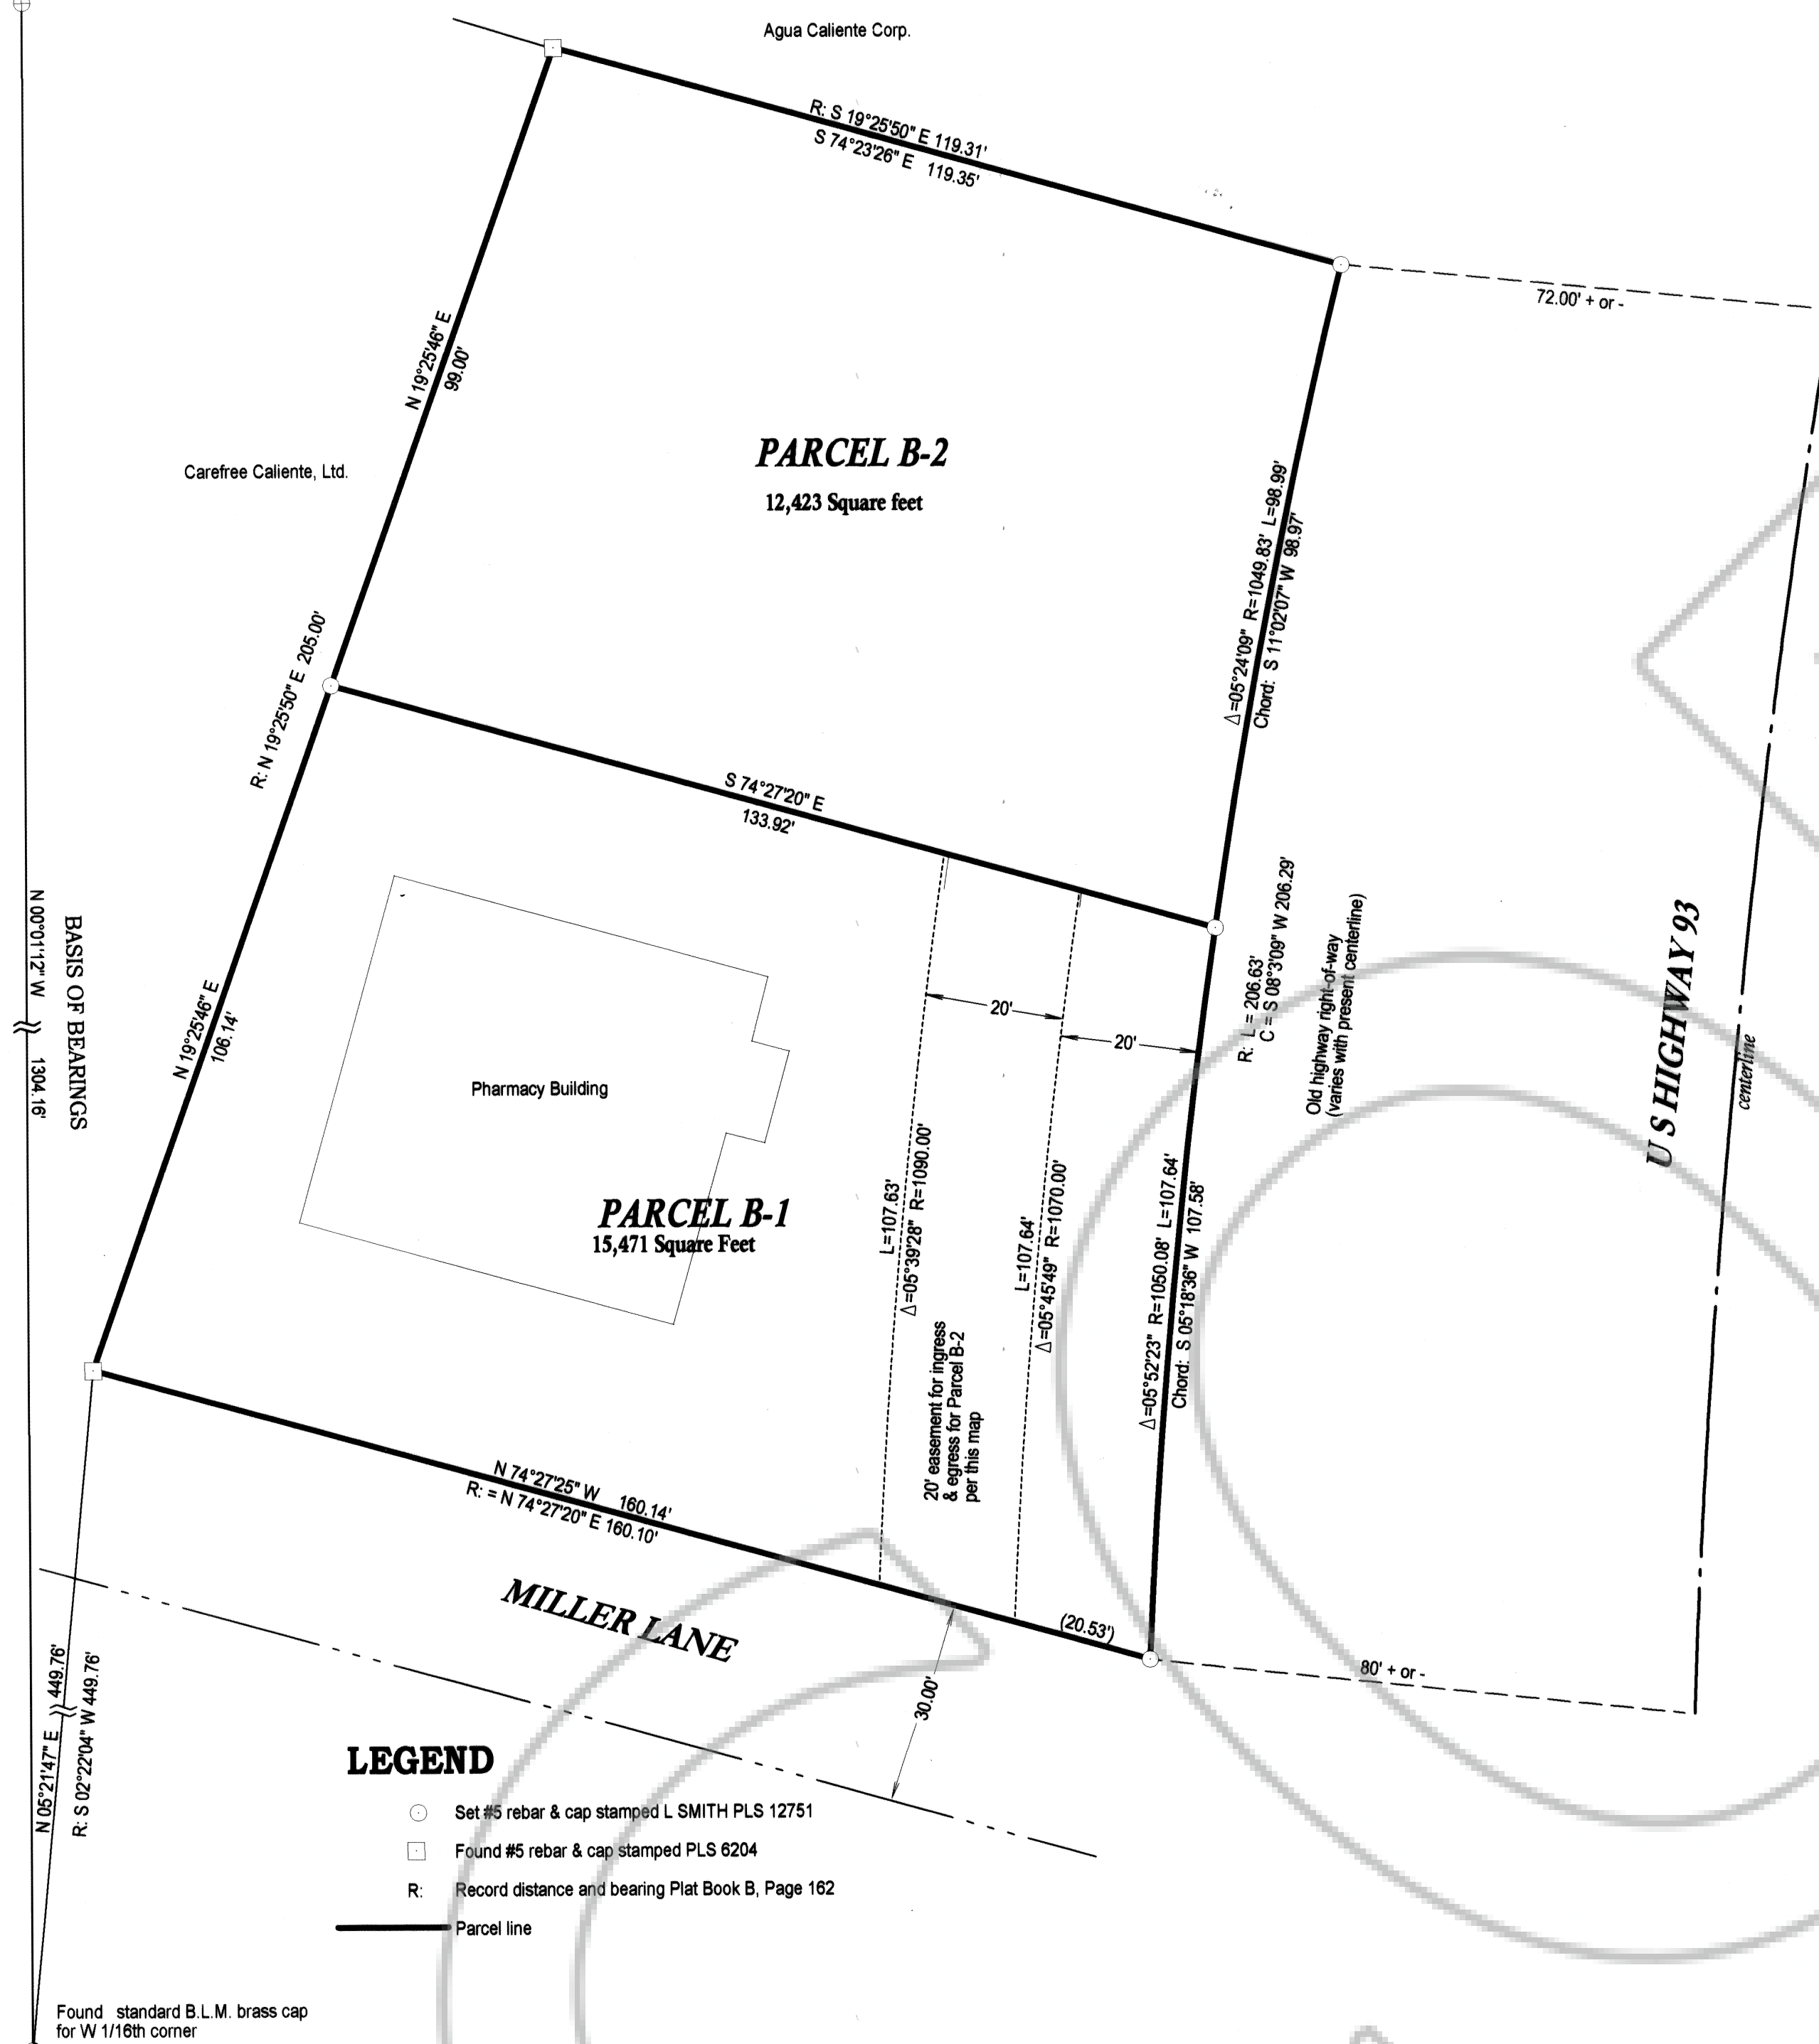 Agua Caliente Corp.
R: S 19°25'50" E 119.31'
S 74°23'26" E 119.35'
72.00' + or -
N 19°25'46" E
99.00'
PARCEL B-2
12,423 Square feet
Carefree Caliente, Ltd.
Δ=05°24'09" R=1049.83' L=98.99'
Chord: S 11°02'07" W 98.97'
R: N 19°25'50" E 205.00'
S 74°27'20" E
133.92'
N 00°01'12" W 1304.16'
BASIS OF BEARINGS
N 19°25'46" E
106.14'
20'
20'
R: L = 206.63'
C = S 08°3'09" W 206.29'
Old highway right-of-way
(varies with present centerline)
U S HIGHWAY 93
centerline
Pharmacy Building
PARCEL B-1
15,471 Square Feet
L=107.63'
Δ=05°39'28" R=1090.00'
L=107.64'
Δ=05°45'49" R=1070.00'
Δ=05°52'23" R=1050.08' L=107.64'
Chord: S 05°18'36" W 107.58'
20' easement for ingress
& egress for Parcel B-2
per this map
N 74°27'25" W 160.14'
R: = N 74°27'20" E 160.10'
(20.53')
MILLER LANE
30.00'
80' + or -
N 05°21'47" E 449.76'
R: S 02°22'04" W 449.76'
LEGEND
Set #5 rebar & cap stamped L SMITH PLS 12751
Found #5 rebar & cap stamped PLS 6204
R: Record distance and bearing Plat Book B, Page 162
Parcel line
Found standard B.L.M. brass cap
for W 1/16th corner